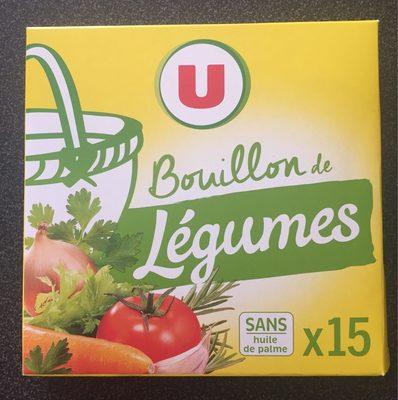 U
Bouillon de
Légumes
SANS
huile
de palme
x15